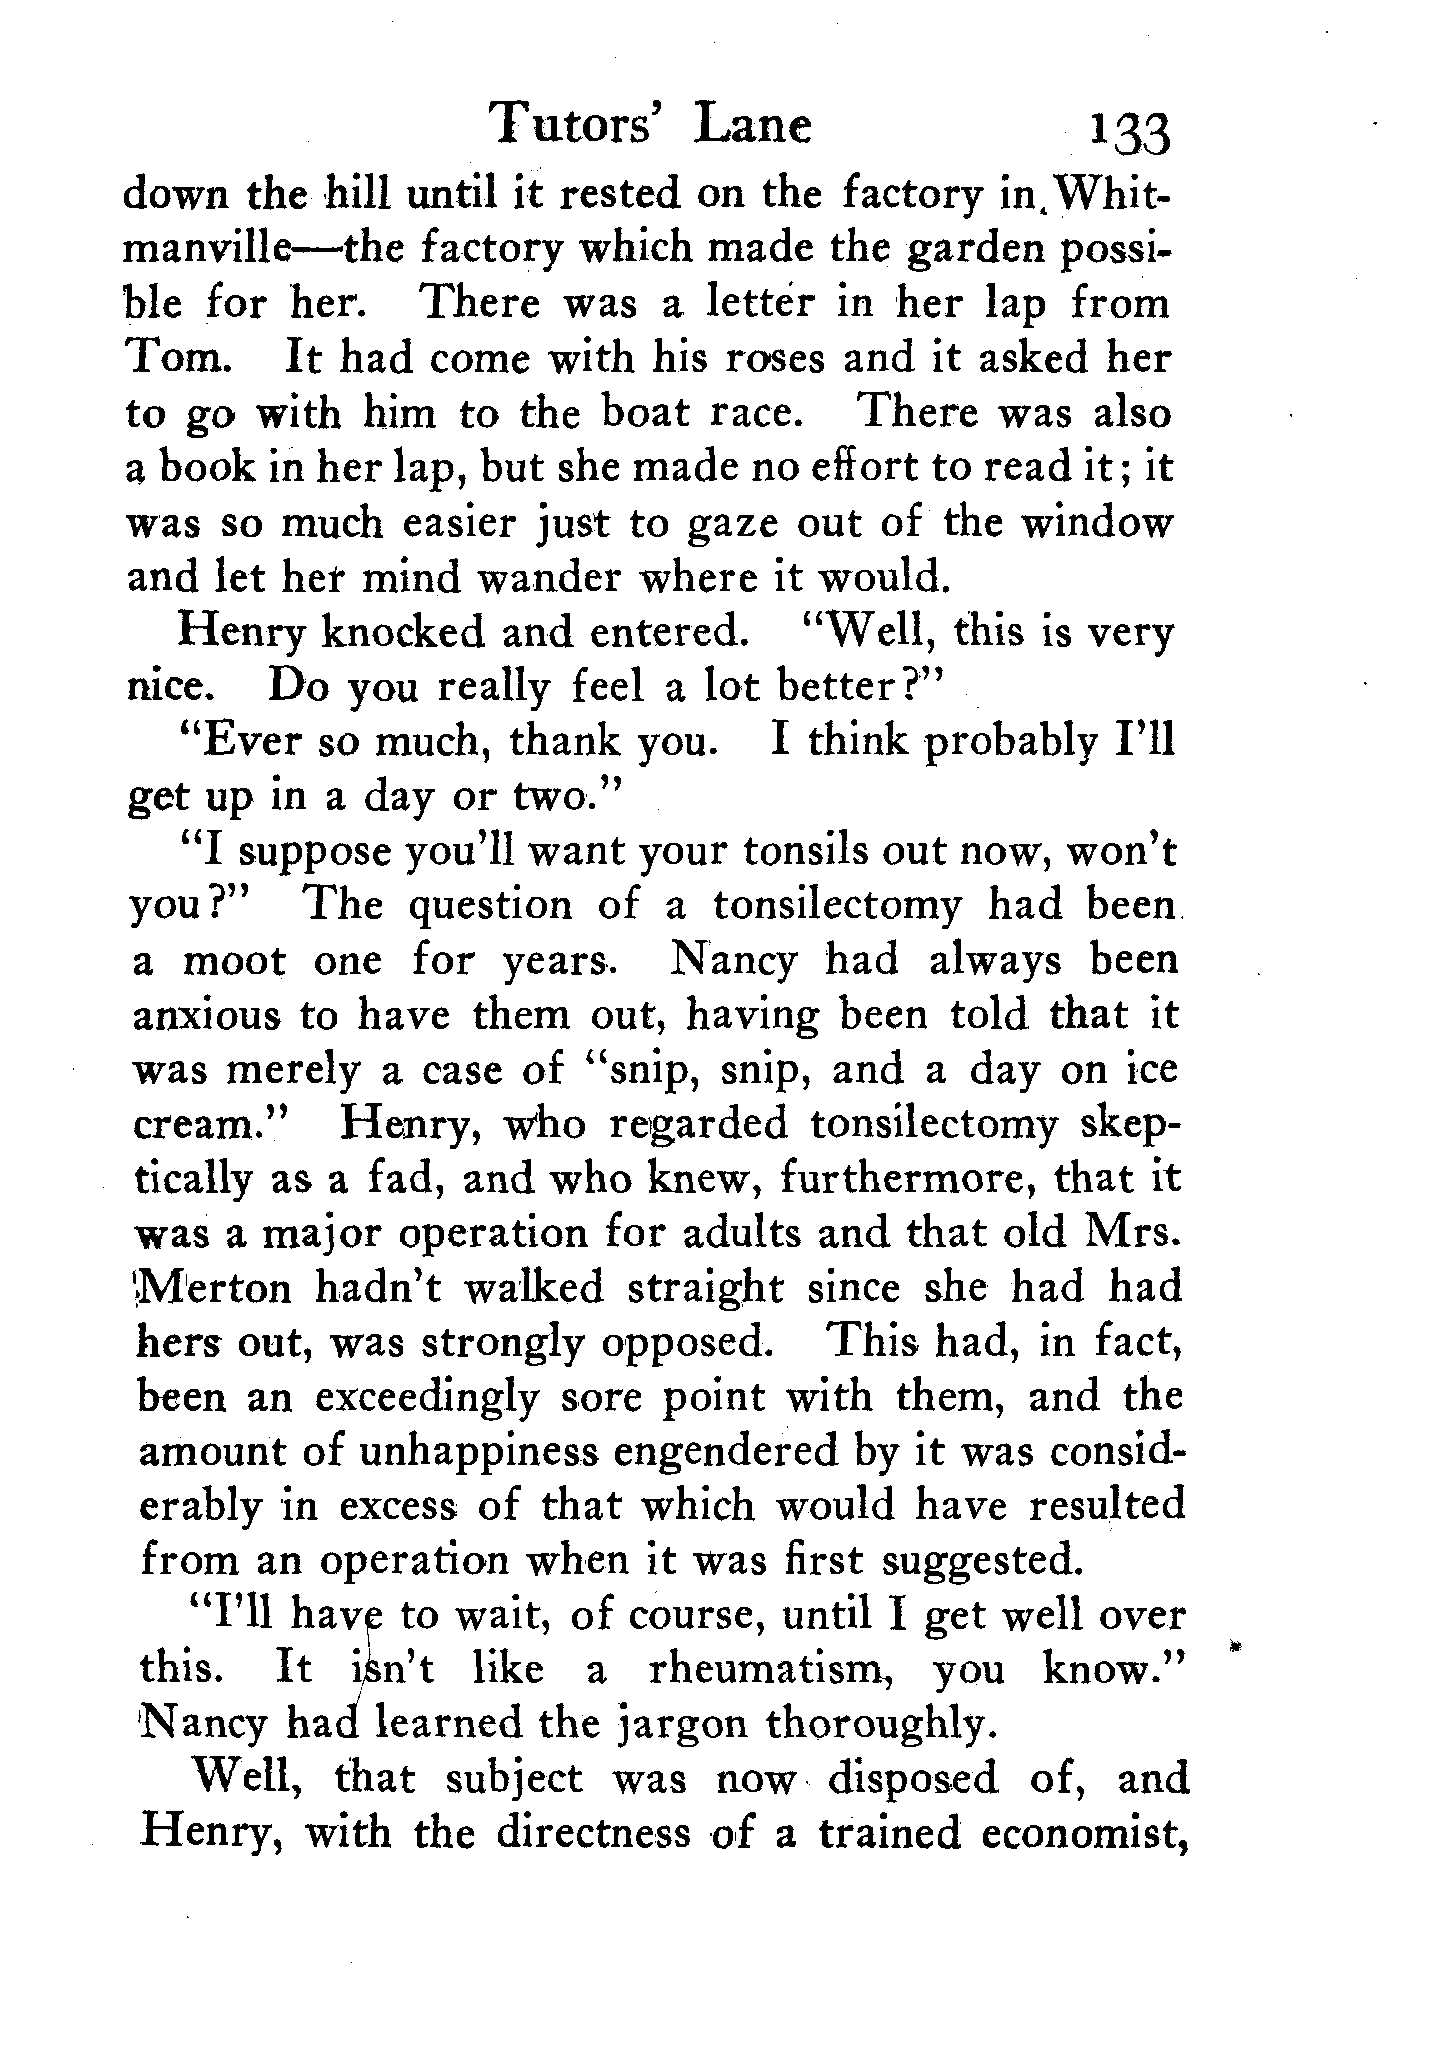 Tutors' Lane 133
down the hill until it rested on the factory in Whit-
manville—the factory which made the garden possi-
ble for her. There was a letter in her lap from
Tom. It had come with his roses and it asked her
to go with him to the boat race. There was also
a book in her lap, but she made no effort to read it; it
was so much easier just to gaze out of the window
and let her mind wander where it would.
Henry knocked and entered. "Well, this is very
nice. Do you really feel a lot better?"
"Ever so much, thank you. I think probably I'll
get up in a day or two."
"I suppose you'll want your tonsils out now, won't
you?" The question of a tonsilectomy had been
a moot one for years. Nancy had always been
anxious to have them out, having been told that it
was merely a case of "snip, snip, and a day on ice
cream." Henry, who regarded tonsilectomy skep-
tically as a fad, and who knew, furthermore, that it
was a major operation for adults and that old Mrs.
Merton hadn't walked straight since she had had
hers out, was strongly opposed. This had, in fact,
been an exceedingly sore point with them, and the
amount of unhappiness engendered by it was consid-
erably in excess of that which would have resulted
from an operation when it was first suggested.
"I'll have to wait, of course, until I get well over
this. It isn't like a rheumatism, you know."
Nancy had learned the jargon thoroughly.
Well, that subject was now disposed of, and
Henry, with the directness of a trained economist,